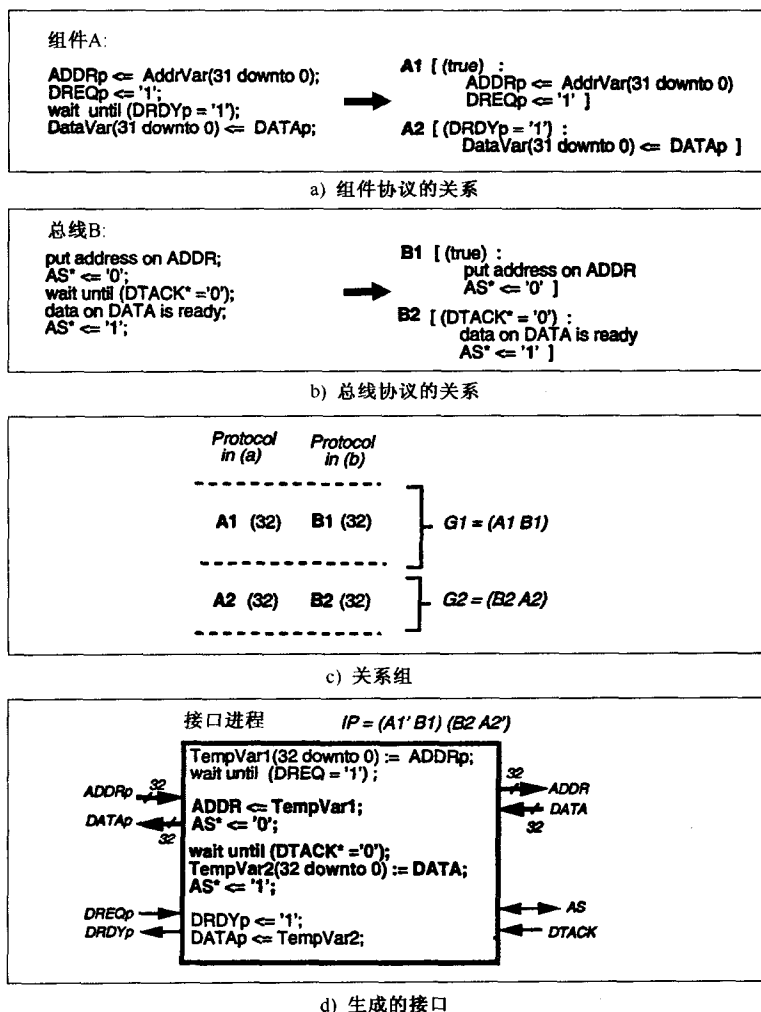 组件A:
ADDRp <= AddrVar(31 downto 0);
DREQp <= '1';
wait until (DRDYp = '1');
DataVar(31 downto 0) <= DATAp;
A1 [ (true) :
ADDRp <= AddrVar(31 downto 0)
DREQp <= '1' ]
A2 [ (DRDYp = '1') :
DataVar(31 downto 0) <= DATAp ]
a) 组件协议的关系
总线B:
put address on ADDR;
AS* <= '0';
wait until (DTACK* ='0');
data on DATA is ready;
AS* <= '1';
B1 [ (true) :
put address on ADDR
AS* <= '0' ]
B2 [ (DTACK* = '0') :
data on DATA is ready
AS* <= '1' ]
b) 总线协议的关系
Protocol in (a)
Protocol in (b)
A1 (32) B1 (32) G1 = (A1 B1)
A2 (32) B2 (32) G2 = (B2 A2)
c) 关系组
接口进程 IP = (A1' B1) (B2 A2')
TempVar1(32 downto 0) := ADDRp;
wait until (DREQ = '1') ;
ADDR <= TempVar1;
AS* <= '0';
wait until (DTACK* ='0');
TempVar2(32 downto 0) := DATA;
AS* <= '1';
DRDYp <= '1';
DATAp <= TempVar2;
ADDRp 32
DATAp 32
DREQp
DRDYp
32 ADDR
DATA 32
AS
DTACK
d) 生成的接口